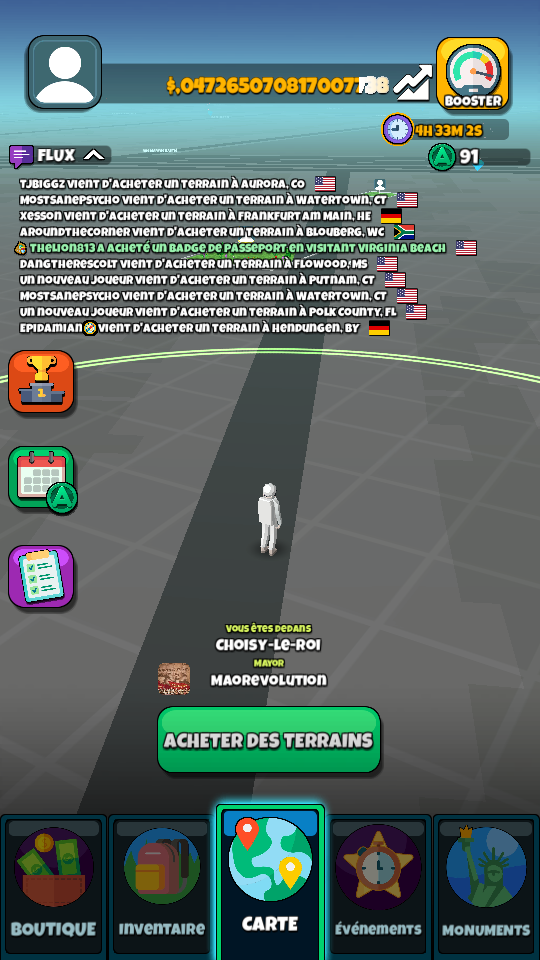 $.04726507081700
BOOSTER
4H 33M 2S
FLUX
91
TJBIGGZ VIENT D'ACHETER UN TERRAIN À AURORA, CO
MOSTSANEPSYCHO VIENT D'ACHETER UN TERRAIN À WATERTOWN, CT
XESSON VIENT D'ACHETER UN TERRAIN À FRANKFURT AM MAIN, HE
AROUNDTHECORNER VIENT D'ACHETER UN TERRAIN À BLOUBERG, WC
THELION813 A ACHETÉ UN BADGE DE PASSEPORT EN VISITANT VIRGINIA BEACH
DANGTHERESCOLT VIENT D'ACHETER UN TERRAIN À FLOWOOD, MS
UN NOUVEAU JOUEUR VIENT D'ACHETER UN TERRAIN À PUTNAM, CT
MOSTSANEPSYCHO VIENT D'ACHETER UN TERRAIN À WATERTOWN, CT
UN NOUVEAU JOUEUR VIENT D'ACHETER UN TERRAIN À POLK COUNTY, FL
EPIDAMIAN VIENT D'ACHETER UN TERRAIN À HENDUNGEN, BY
1
VOUS ÊTES DEDANS
CHOISY-LE-ROI
MAYOR
MAOREVOLUTION
ACHETER DES TERRAINS
BOUTIQUE
INVENTAIRE
CARTE
ÉVÉNEMENTS
MONUMENTS